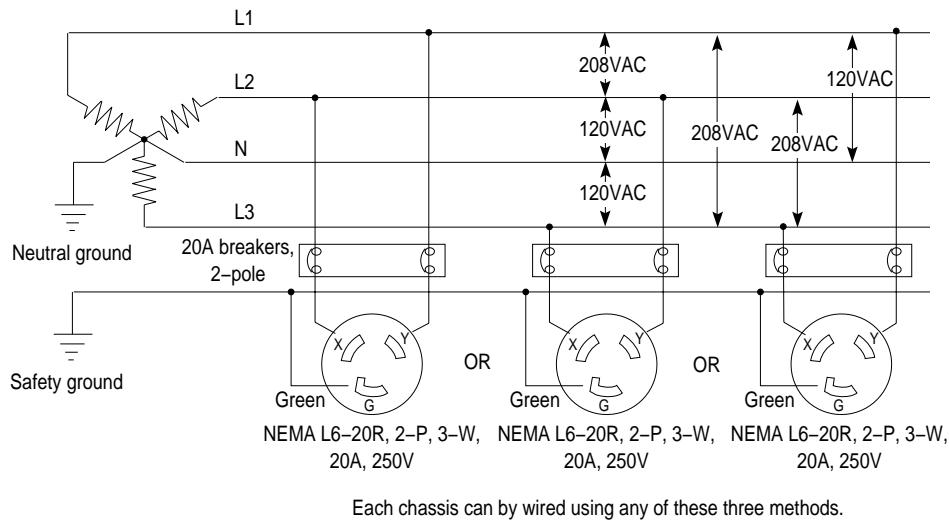 L1
208VAC
120VAC
L2
120VAC
208VAC
208VAC
N
120VAC
L3
Neutral ground
20A breakers,
2–pole
Safety ground
X
Y
G
Green
OR
X
Y
G
Green
OR
X
Y
G
Green
NEMA L6–20R, 2–P, 3–W,
20A, 250V
NEMA L6–20R, 2–P, 3–W,
20A, 250V
NEMA L6–20R, 2–P, 3–W,
20A, 250V
Each chassis can by wired using any of these three methods.